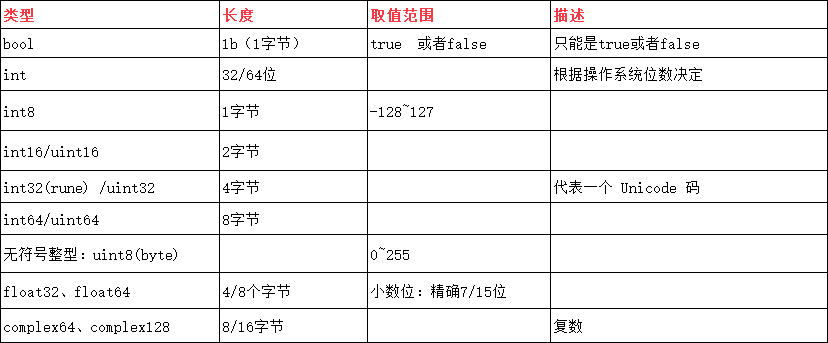 类型 长度 取值范围 描述
bool 1b（1字节） true 或者false 只能是true或者false
int 32/64位 根据操作系统位数决定
int8 1字节 -128~127
int16/uint16 2字节
int32(rune) /uint32 4字节 代表一个 Unicode 码
int64/uint64 8字节
无符号整型：uint8(byte) 0~255
float32、float64 4/8个字节 小数位：精确7/15位
complex64、complex128 8/16字节 复数